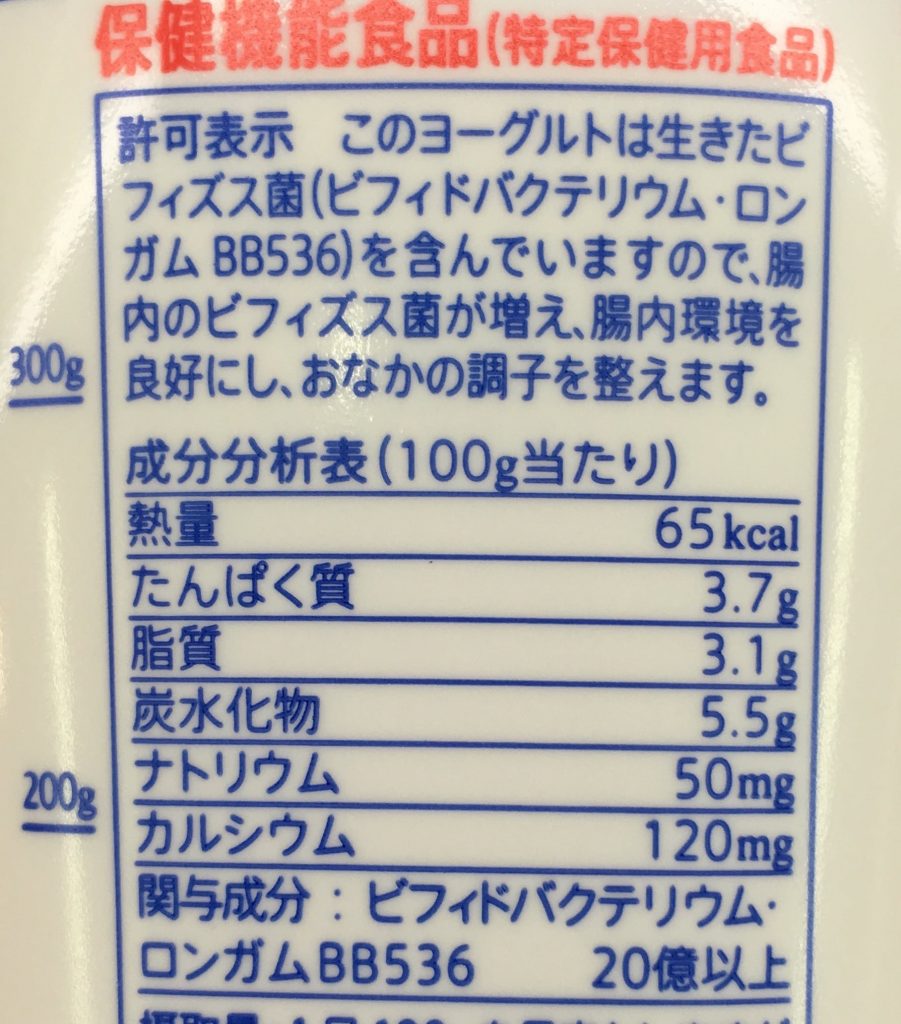 保健機能食品(特定保健用食品)
許可表示　このヨーグルトは生きたビ
フィズス菌(ビフィドバクテリウム・ロン
ガム BB536)を含んでいますので、腸
内のビフィズス菌が増え、腸内環境を
良好にし、おなかの調子を整えます。
300g
成分分析表(100g当たり)
熱量 65kcal
たんぱく質 3.7g
脂質 3.1g
炭水化物 5.5g
ナトリウム 50mg
200g
カルシウム 120mg
関与成分：ビフィドバクテリウム・
ロンガムBB536　20億以上